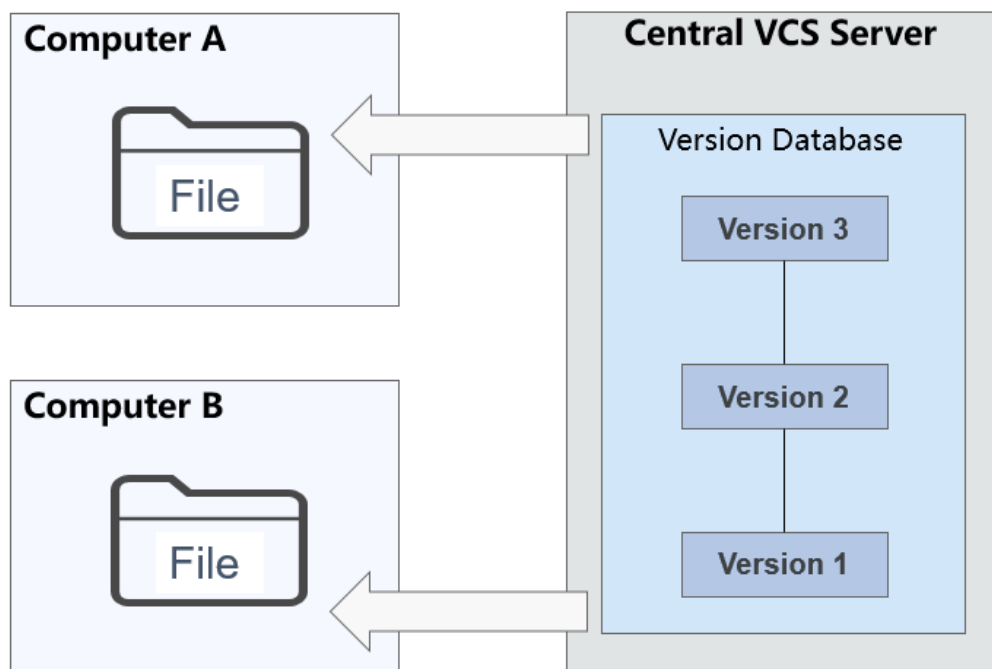 Computer A
File
Central VCS Server
Version Database
Version 3
Version 2
Version 1
Computer B
File